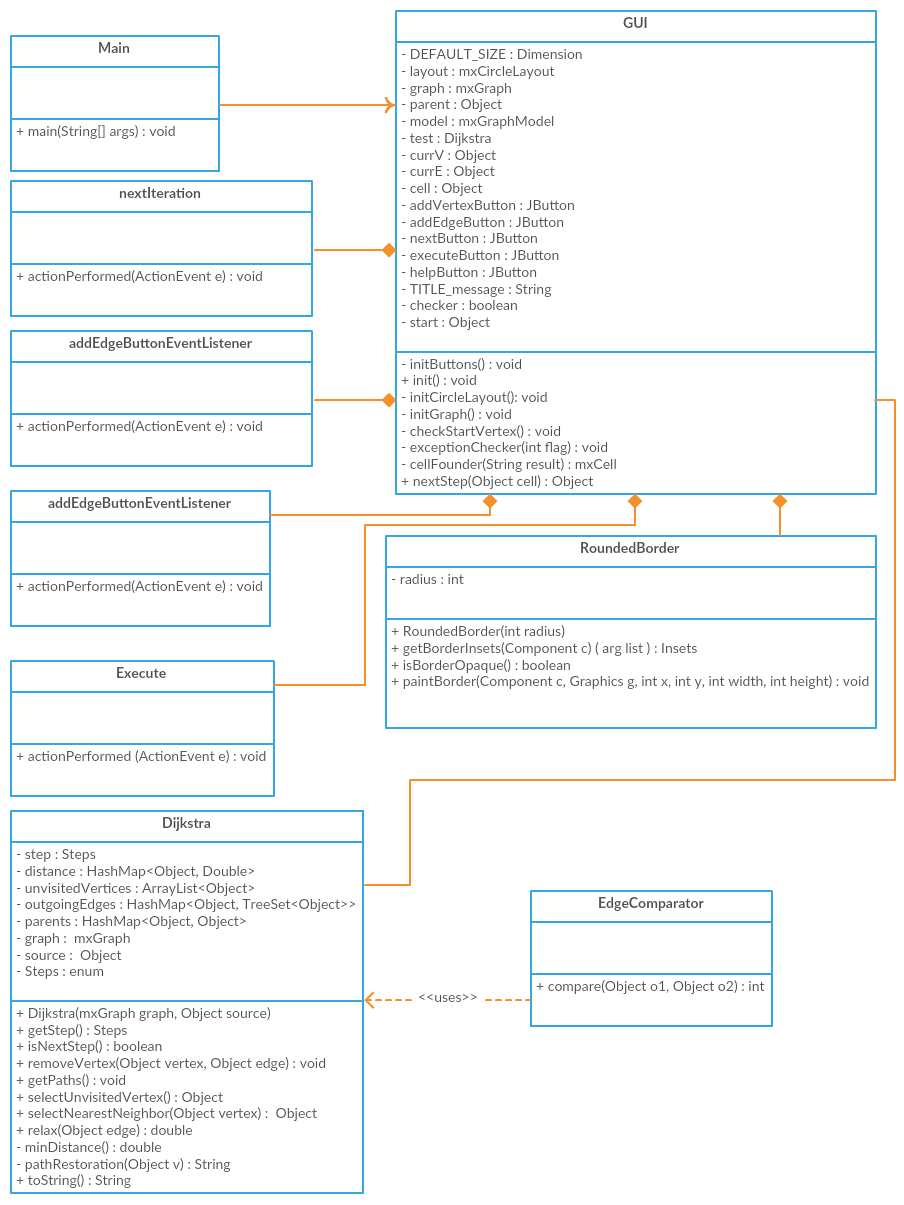 Main
+ main(String[] args) : void
GUI
- DEFAULT_SIZE : Dimension
- layout : mxCircleLayout
- graph : mxGraph
- parent : Object
- model : mxGraphModel
- test : Dijkstra
- currV : Object
- currE : Object
- cell : Object
- addVertexButton : JButton
- addEdgeButton : JButton
- nextButton : JButton
- executeButton : JButton
- helpButton : JButton
- TITLE_message : String
- checker : boolean
- start : Object
- initButtons() : void
+ init() : void
- initCircleLayout(): void
- initGraph() : void
- checkStartVertex() : void
- exceptionChecker(int flag) : void
- cellFounder(String result) : mxCell
+ nextStep(Object cell) : Object
nextIteration
+ actionPerformed(ActionEvent e) : void
addEdgeButtonEventListener
+ actionPerformed(ActionEvent e) : void
addEdgeButtonEventListener
+ actionPerformed(ActionEvent e) : void
RoundedBorder
- radius : int
+ RoundedBorder(int radius)
+ getBorderInsets(Component c) ( arg list ) : Insets
+ isBorderOpaque() : boolean
+ paintBorder(Component c, Graphics g, int x, int y, int width, int height) : void
Execute
+ actionPerformed (ActionEvent e) : void
Dijkstra
- step : Steps
- distance : HashMap<Object, Double>
- unvisitedVertices : ArrayList<Object>
- outgoingEdges : HashMap<Object, TreeSet<Object>>
- parents : HashMap<Object, Object>
- graph :  mxGraph
- source :  Object
- Steps : enum
+ Dijkstra(mxGraph graph, Object source)
+ getStep() : Steps
+ isNextStep() : boolean
+ removeVertex(Object vertex, Object edge) : void
+ getPaths() : void
+ selectUnvisitedVertex() : Object
+ selectNearestNeighbor(Object vertex) :  Object
+ relax(Object edge) : double
- minDistance() : double
- pathRestoration(Object v) : String
+ toString() : String
<<uses>>
EdgeComparator
+ compare(Object o1, Object o2) : int